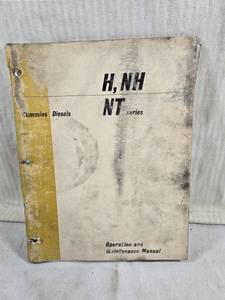 H, NH
Cummins Diesels NT series
Operation and
Maintenance Manual